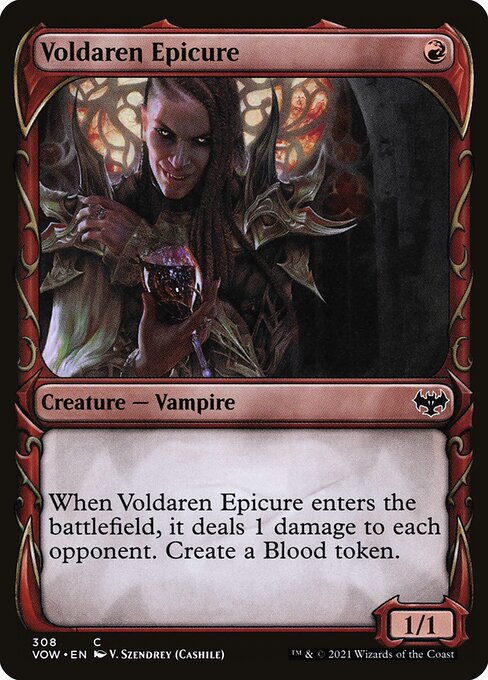 Voldaren Epicure
Creature — Vampire
When Voldaren Epicure enters the
battlefield, it deals 1 damage to each
opponent. Create a Blood token.
1/1
308 C
VOW • EN V. SZENDREY (CASHILE)
™ & © 2021 Wizards of the Coast